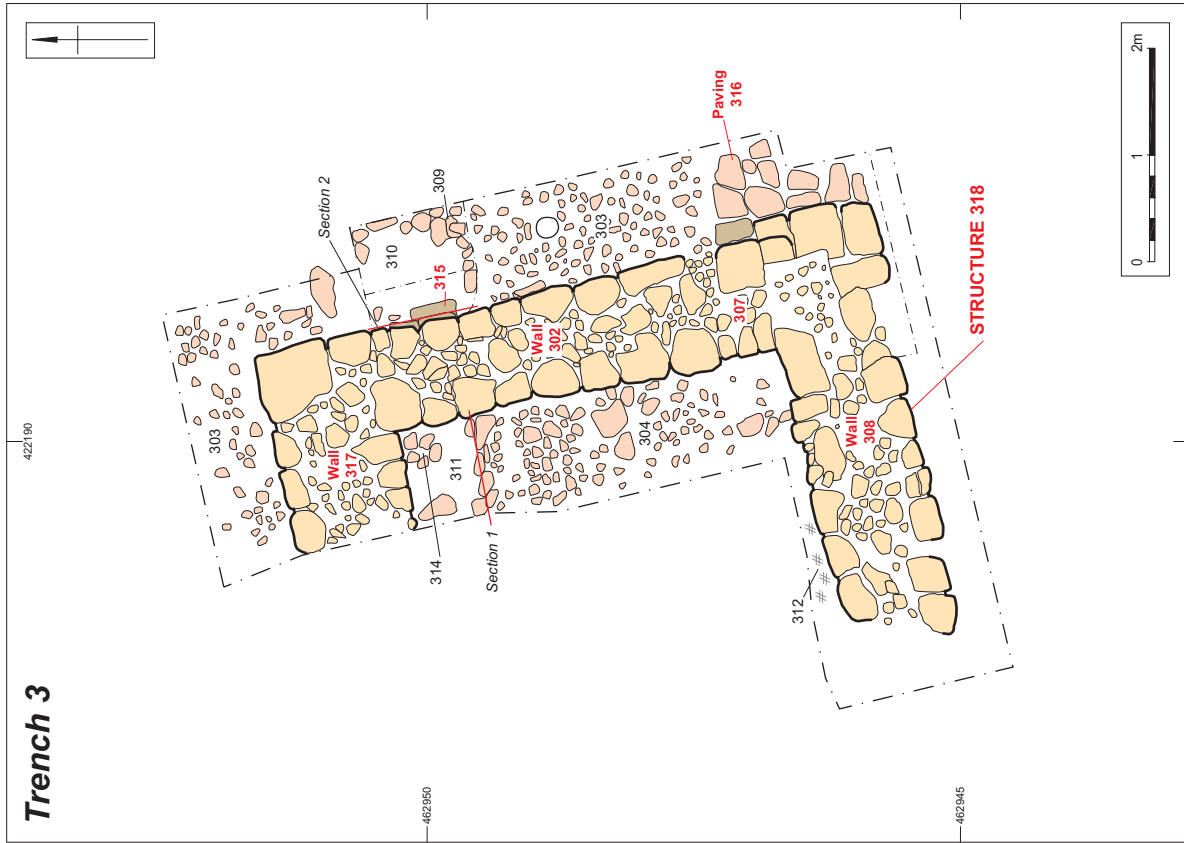 Trench 3
422190
303
Section 2
310
309
315
Wall
317
Wall
302
303
Paving
316
311
304
314
Section 1
307
Wall
308
312
STRUCTURE 318
462950
462945
0
1
2m